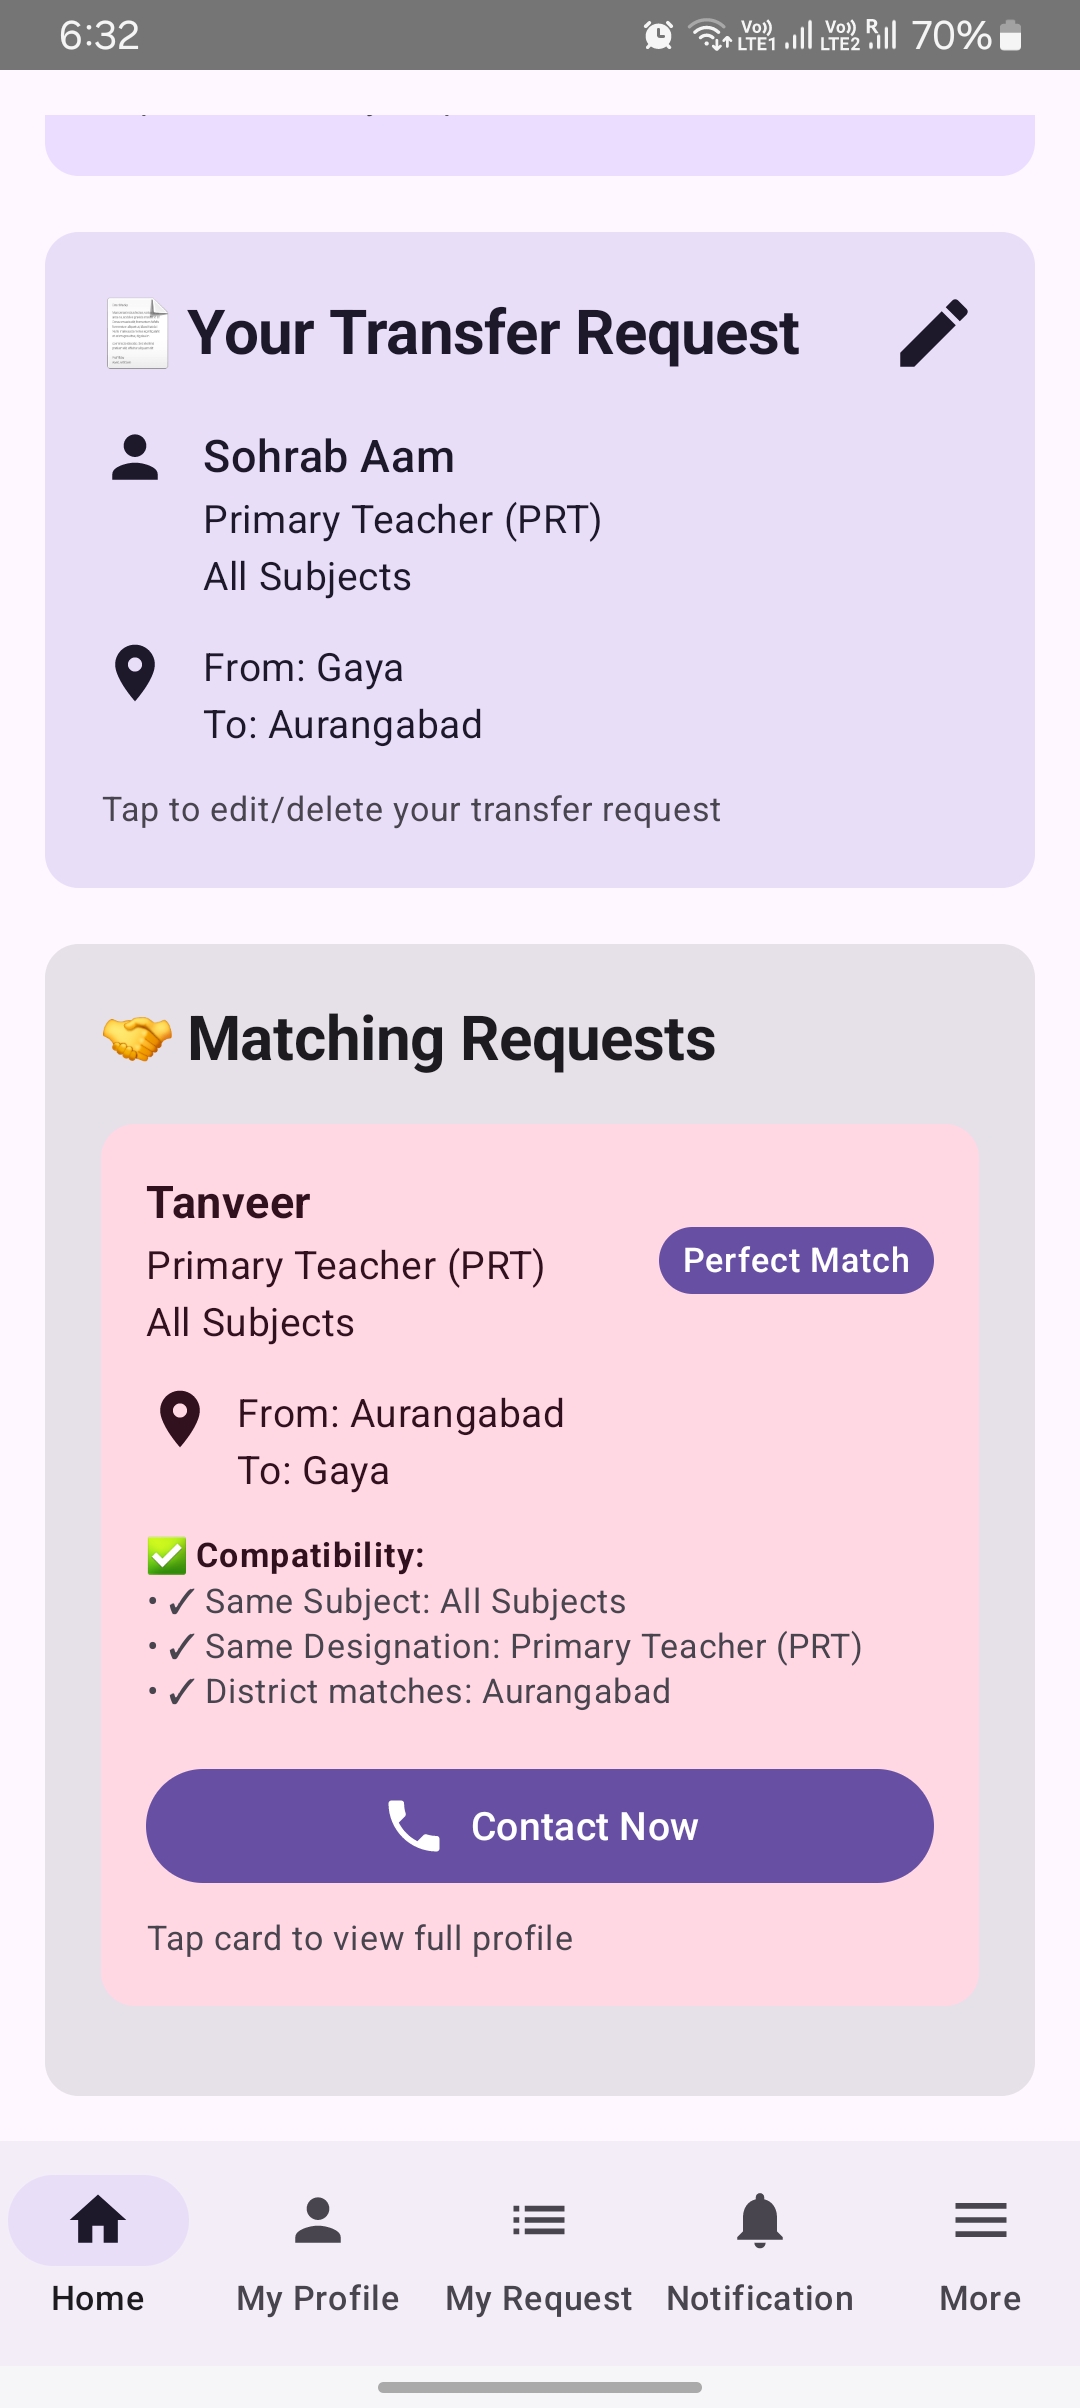 6:32
Vo)) LTE1 Vo)) LTE2 R 70%
Your Transfer Request
Sohrab Aam
Primary Teacher (PRT)
All Subjects
From: Gaya
To: Aurangabad
Tap to edit/delete your transfer request
Matching Requests
Tanveer
Primary Teacher (PRT)
Perfect Match
All Subjects
From: Aurangabad
To: Gaya
✅ Compatibility:
• ✓ Same Subject: All Subjects
• ✓ Same Designation: Primary Teacher (PRT)
• ✓ District matches: Aurangabad
Contact Now
Tap card to view full profile
Home My Profile My Request Notification More